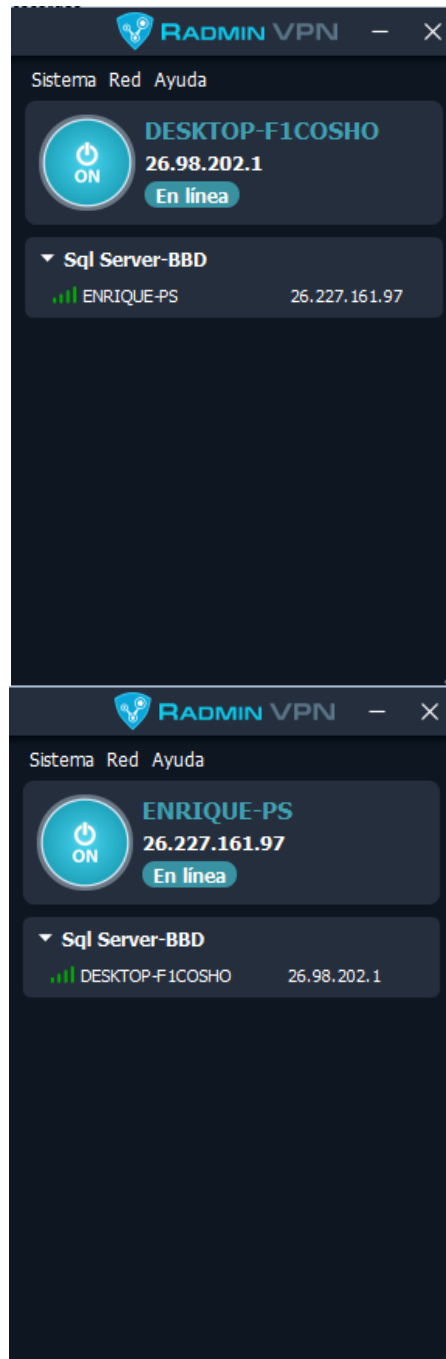 RADMIN VPN
Sistema Red Ayuda
ON
DESKTOP-F1COSHO
26.98.202.1
En línea
Sql Server-BBD
ENRIQUE-PS 26.227.161.97
RADMIN VPN
Sistema Red Ayuda
ON
ENRIQUE-PS
26.227.161.97
En línea
Sql Server-BBD
DESKTOP-F1COSHO 26.98.202.1